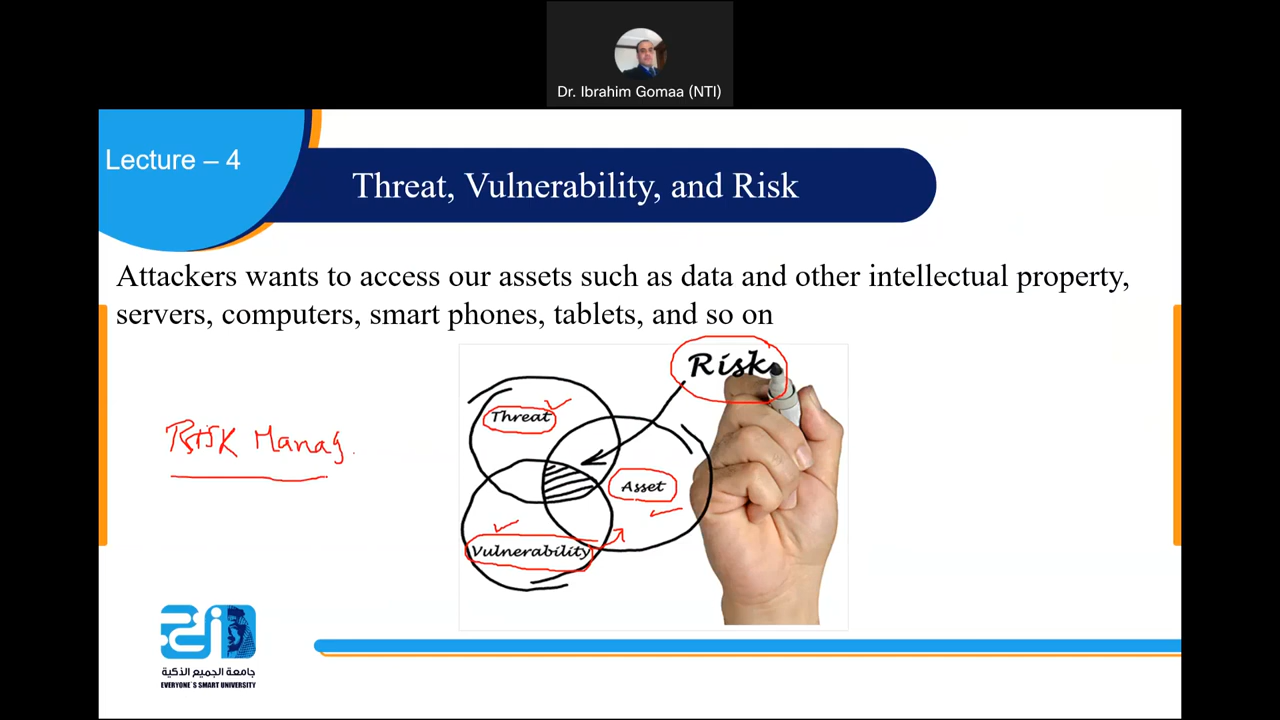 Dr. Ibrahim Gomaa (NTI)
Lecture – 4
Threat, Vulnerability, and Risk
Attackers wants to access our assets such as data and other intellectual property,
servers, computers, smart phones, tablets, and so on
Risk
Threat
Risk Manag.
Asset
Vulnerability
جامعة الجميع الذكية
EVERYONE`S SMART UNIVERSITY